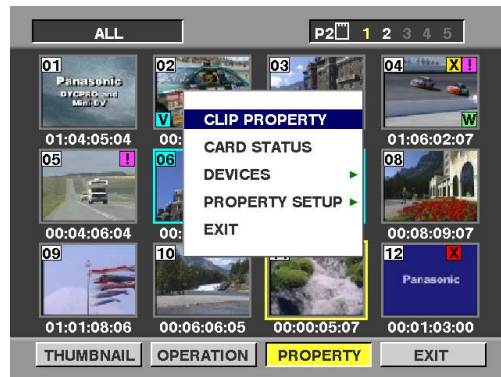 ALL
P2 1 2 3 4 5
01 02 03 04 X !
Panasonic
DVCPRO and
Mini-DV
V W
01:04:05:04 00: 01:06:02:07
CLIP PROPERTY
CARD STATUS
DEVICES
PROPERTY SETUP
EXIT
05 ! 06 08
00:04:06:04 00: 00:08:09:07
09 10 12 X
Panasonic
01:01:08:06 00:06:06:05 00:00:05:07 00:01:03:00
THUMBNAIL OPERATION PROPERTY EXIT